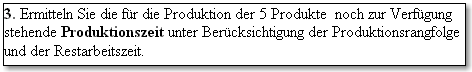 3. Ermitteln Sie die für die Produktion der 5 Produkte noch zur Verfügung
stehende Produktionszeit unter Berücksichtigung der Produktionsrangfolge
und der Restarbeitszeit.